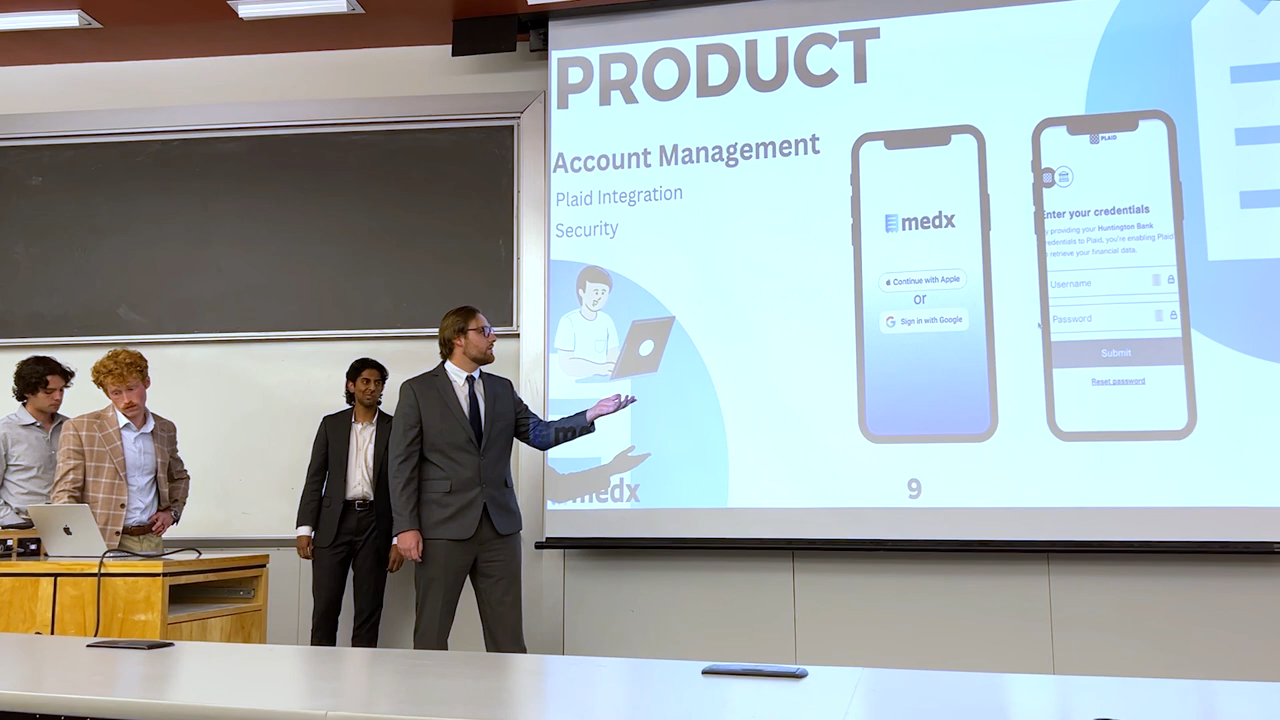 PRODUCT
Account Management
Plaid Integration
Security
medx
Continue with Apple
or
Sign in with Google
PLAID
Enter your credentials
providing your Huntington Bank
credentials to Plaid, you're enabling Plaid
retrieve your financial data.
Username
Password
Submit
Reset password
me
medx
9